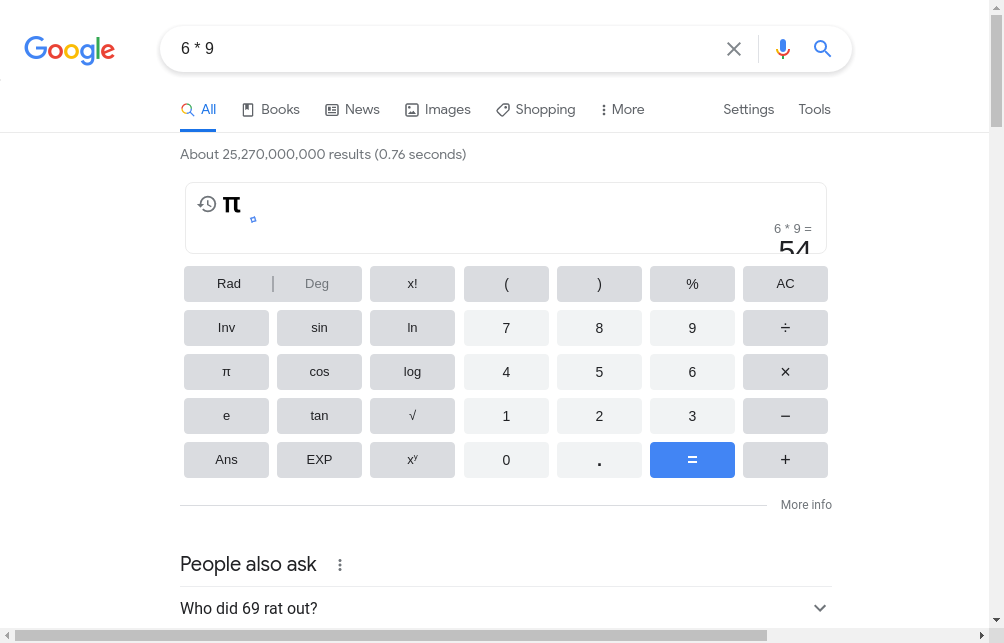 Google
6 * 9
All Books News Images Shopping More Settings Tools
About 25,270,000,000 results (0.76 seconds)
π
6 * 9 =
54
Rad | Deg x! ( ) % AC
Inv sin ln 7 8 9 ÷
π cos log 4 5 6 ×
e tan √ 1 2 3 −
Ans EXP xʸ 0 . = +
More info
People also ask
Who did 69 rat out?